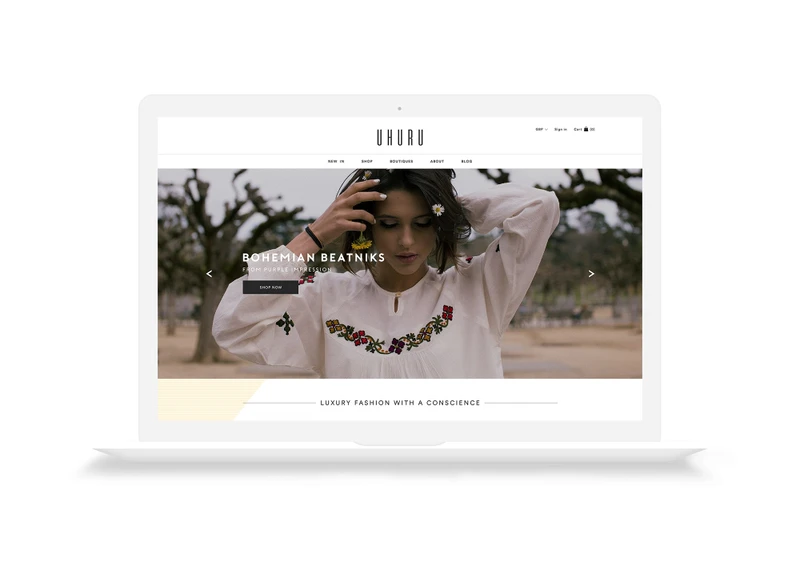 UHURU
GBP Sign in Cart (0)
NEW IN SHOP BOUTIQUES ABOUT BLOG
BOHEMIAN BEATNIKS
FROM PURPLE IMPRESSION
SHOP NOW
LUXURY FASHION WITH A CONSCIENCE